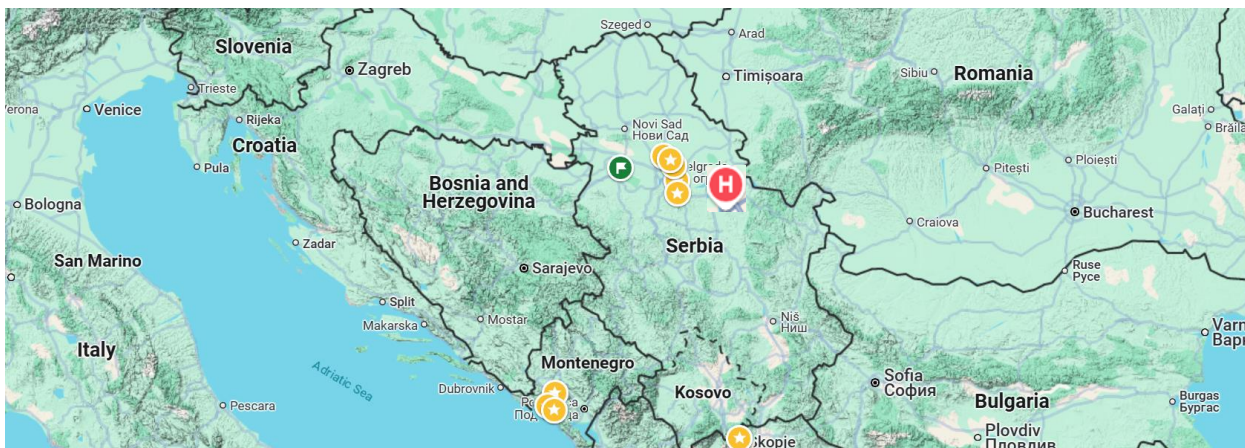 Szeged
Arad
Slovenia
Zagreb
Timișoara
Sibiu
Romania
Trieste
Verona
Venice
Galați
Rijeka
Novi Sad
Нови Сад
Croatia
Pula
Pitești
Ploiești
H
Bosnia and
Herzegovina
Bologna
Craiova
Bucharest
Zadar
Serbia
San Marino
Sarajevo
Ruse
Русе
Split
Mostar
Makarska
Niš
Ниш
Italy
Montenegro
Adriatic Sea
Dubrovnik
Kosovo
Sofia
София
Bulgaria
Burgas
Бургас
Pescara
Plovdiv
Пловдив
Skopje